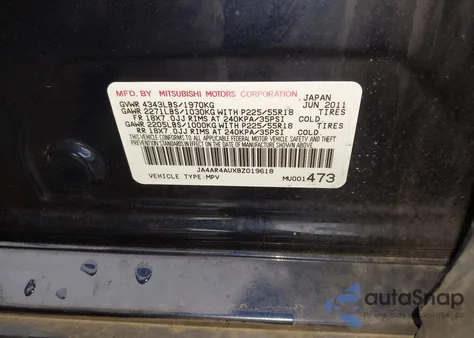 MFD. BY MITSUBISHI MOTORS CORPORATION, JAPAN
GVWR 4343LBS/1970KG JUN 2011
GAWR 2271LBS/1030KG WITH P225/55R18 TIRES
FR 18X7.0JJ RIMS AT 240KPA/35PSI COLD
GAWR 2205LBS/1000KG WITH P225/55R18 TIRES
RR 18X7.0JJ RIMS AT 240KPA/35PSI COLD
THIS VEHICLE CONFORMS TO ALL APPLICABLE U.S. FEDERAL MOTOR
VEHICLE SAFETY AND THEFT PREVENTION STANDARDS IN EFFECT ON
THE DATE OF MANUFACTURE SHOWN ABOVE.
JA4AR4AUXBZ019618
VEHICLE TYPE:MPV MU001473
autoSnap